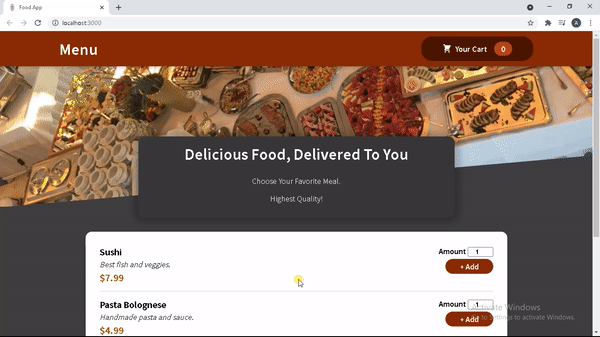 Food App
localhost:3000
A
Menu
Your Cart 0
Delicious Food, Delivered To You
Choose Your Favorite Meal.
Highest Quality!
Sushi
Best fish and veggies.
$7.99
Amount 1
+ Add
Pasta Bolognese
Handmade pasta and sauce.
$4.99
Amount 1
+ Add
Activate Windows
to Settings to activate Windows.